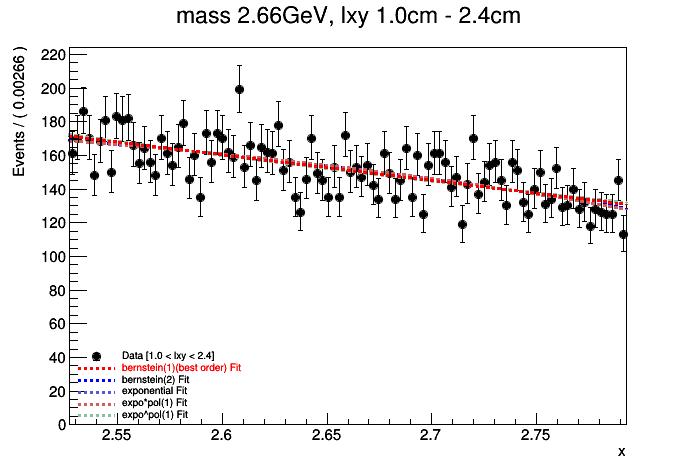 mass 2.66GeV, lxy 1.0cm - 2.4cm
Events / ( 0.00266 )
220
200
180
160
140
120
100
80
60
40
20
0
Data [1.0 < lxy < 2.4]
bernstein(1)(best order) Fit
bernstein(2) Fit
exponential Fit
expo*pol(1) Fit
expo^pol(1) Fit
2.55 2.6 2.65 2.7 2.75
x